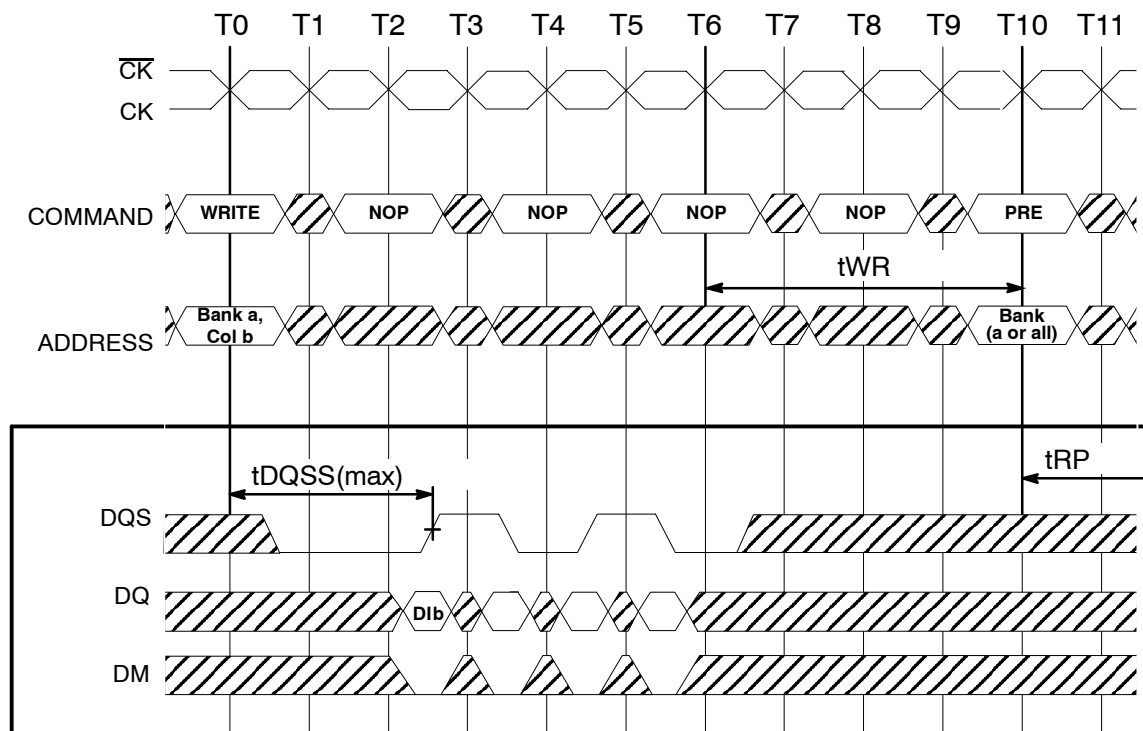 T0 T1 T2 T3 T4 T5 T6 T7 T8 T9 T10 T11
CK
CK
COMMAND WRITE NOP NOP NOP NOP PRE
tWR
ADDRESS Bank a, Col b Bank (a or all)
tDQSS(max) tRP
DQS
DQ DIb
DM